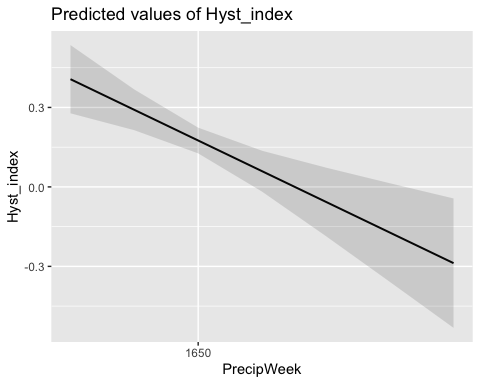 Predicted values of Hyst_index
Hyst_index
0.3
0.0
-0.3
1650
PrecipWeek